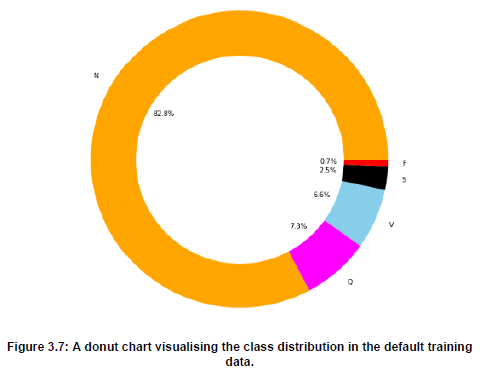 N
82.8%
0.7%
F
2.5%
S
6.6%
V
7.3%
Q
Figure 3.7: A donut chart visualising the class distribution in the default training
data.